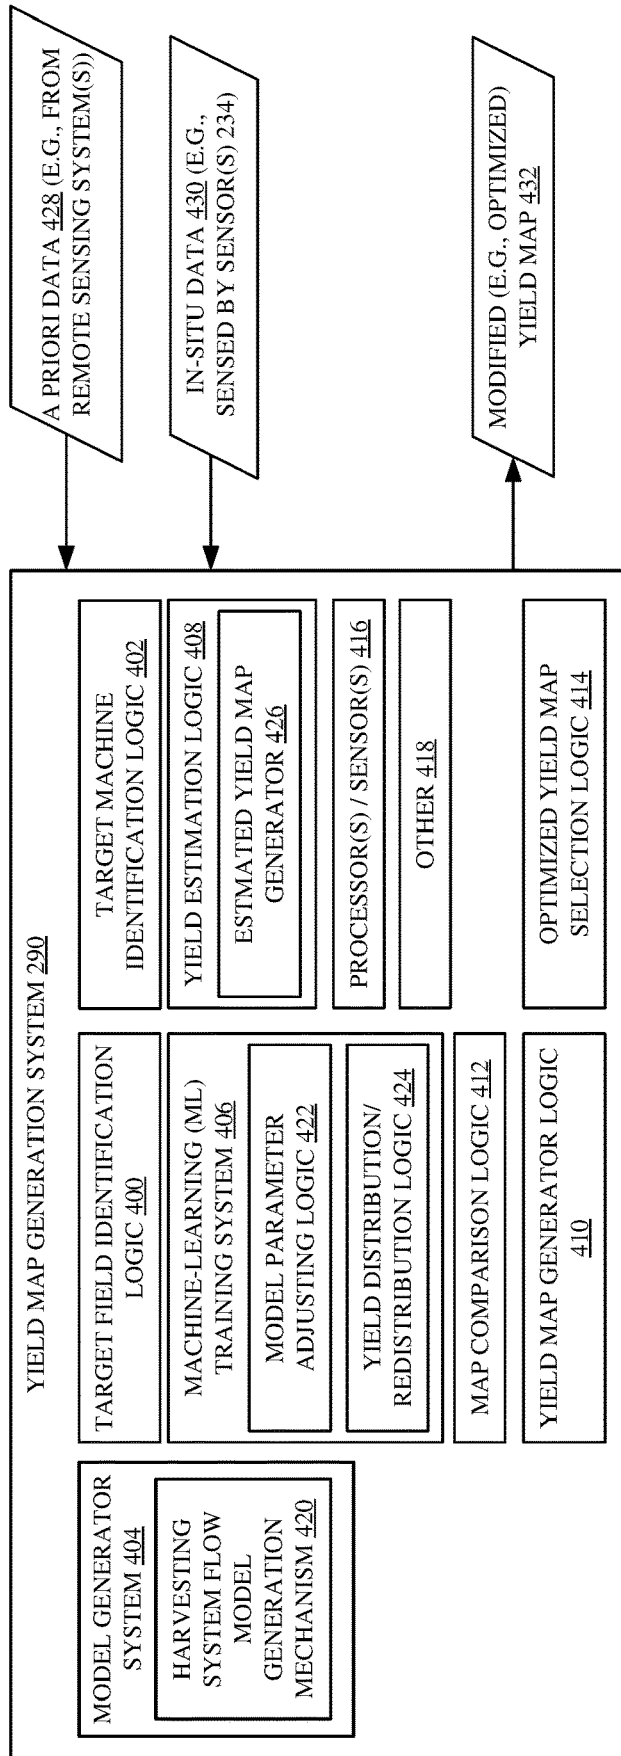 YIELD MAP GENERATION SYSTEM 290
MODEL GENERATOR
SYSTEM 404
HARVESTING
SYSTEM FLOW
MODEL
GENERATION
MECHANISM 420
TARGET FIELD IDENTIFICATION
LOGIC 400
MACHINE-LEARNING (ML)
TRAINING SYSTEM 406
MODEL PARAMETER
ADJUSTING LOGIC 422
YIELD DISTRIBUTION/
REDISTRIBUTION LOGIC 424
MAP COMPARISON LOGIC 412
YIELD MAP GENERATOR LOGIC
410
TARGET MACHINE
IDENTIFICATION LOGIC 402
YIELD ESTIMATION LOGIC 408
ESTMATED YIELD MAP
GENERATOR 426
PROCESSOR(S) / SENSOR(S) 416
OTHER 418
OPTIMIZED YIELD MAP
SELECTION LOGIC 414
A PRIORI DATA 428 (E.G., FROM
REMOTE SENSING SYSTEM(S))
IN-SITU DATA 430 (E.G.,
SENSED BY SENSOR(S) 234)
MODIFIED (E.G., OPTIMIZED)
YIELD MAP 432